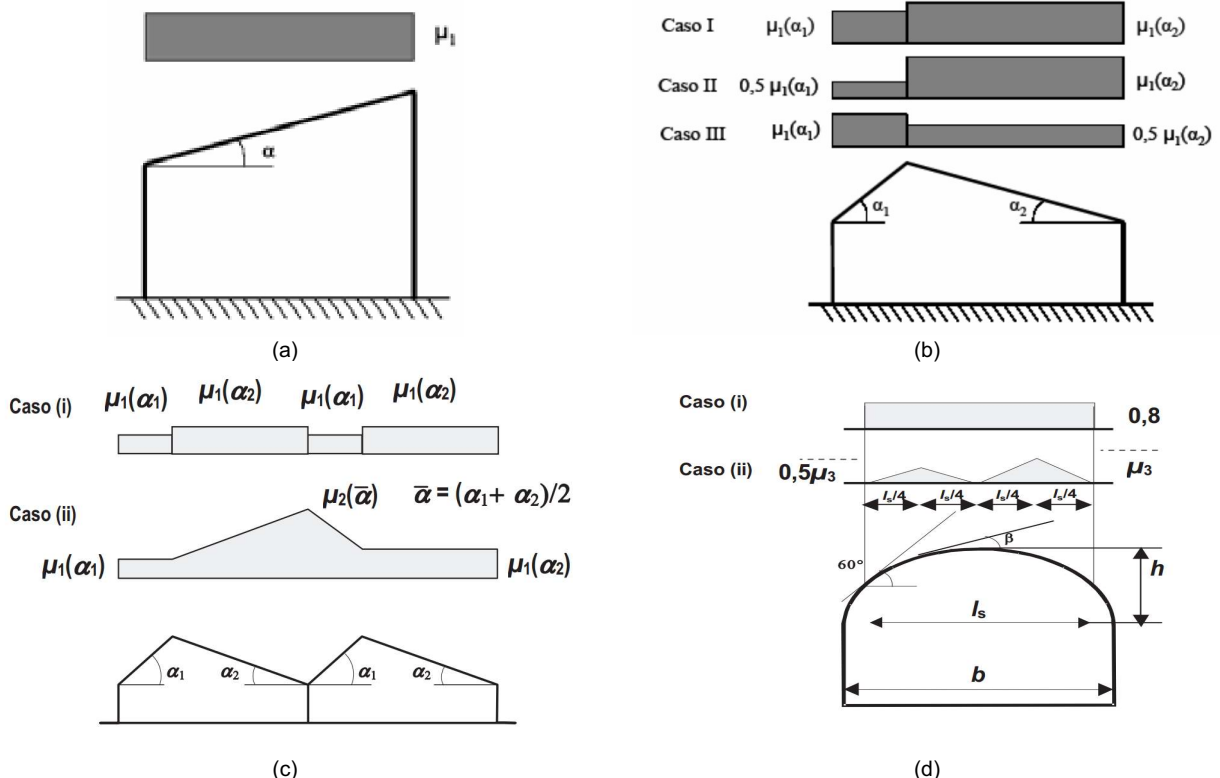 μ₁
α
(a)
Caso I μ₁(α₁) μ₁(α₂)
Caso II 0,5 μ₁(α₁) μ₁(α₂)
Caso III μ₁(α₁) 0,5 μ₁(α₂)
α₁ α₂
(b)
Caso (i) μ₁(α₁) μ₁(α₂) μ₁(α₁) μ₁(α₂)
Caso (ii) μ₂(ᾱ) ᾱ = (α₁ + α₂)/2
μ₁(α₁) μ₁(α₂)
α₁ α₂ α₁ α₂
(c)
Caso (i) 0,8
Caso (ii) 0,5μ₃ μ₃
lₛ/4 lₛ/4 lₛ/4 lₛ/4
β
60° h
lₛ
b
(d)